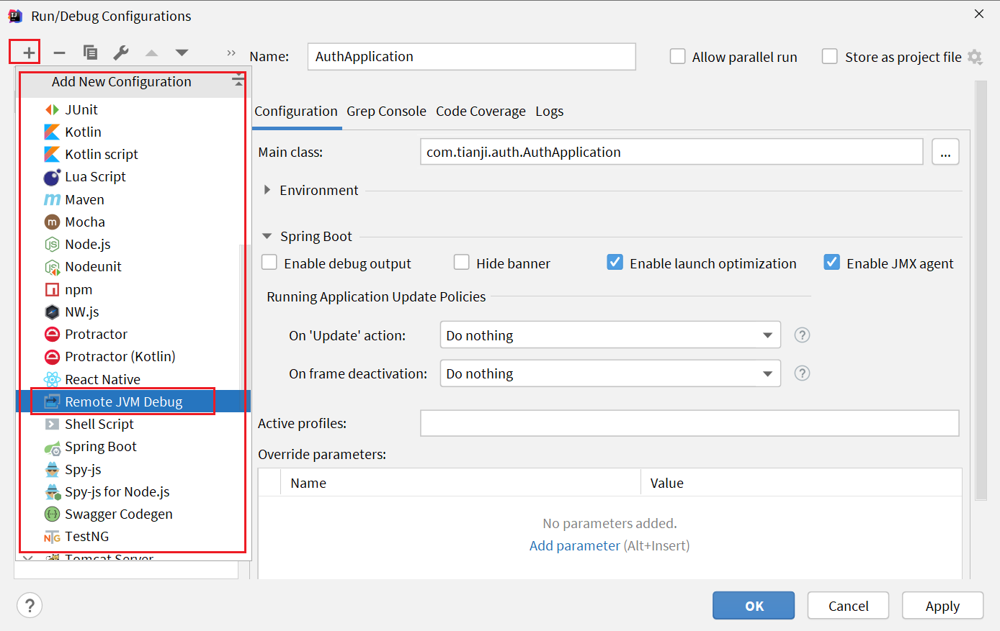 Run/Debug Configurations
Name: AuthApplication Allow parallel run Store as project file
Add New Configuration
JUnit
Kotlin
Kotlin script
Lua Script
Maven
Mocha
Node.js
Nodeunit
npm
NW.js
Protractor
Protractor (Kotlin)
React Native
Remote JVM Debug
Shell Script
Spring Boot
Spy-js
Spy-js for Node.js
Swagger Codegen
TestNG
Tomcat Server
Configuration Grep Console Code Coverage Logs
Main class: com.tianji.auth.AuthApplication ...
Environment
Spring Boot
Enable debug output Hide banner Enable launch optimization Enable JMX agent
Running Application Update Policies
On 'Update' action: Do nothing ?
On frame deactivation: Do nothing ?
Active profiles:
Override parameters:
Name Value
No parameters added.
Add parameter (Alt+Insert)
? OK Cancel Apply